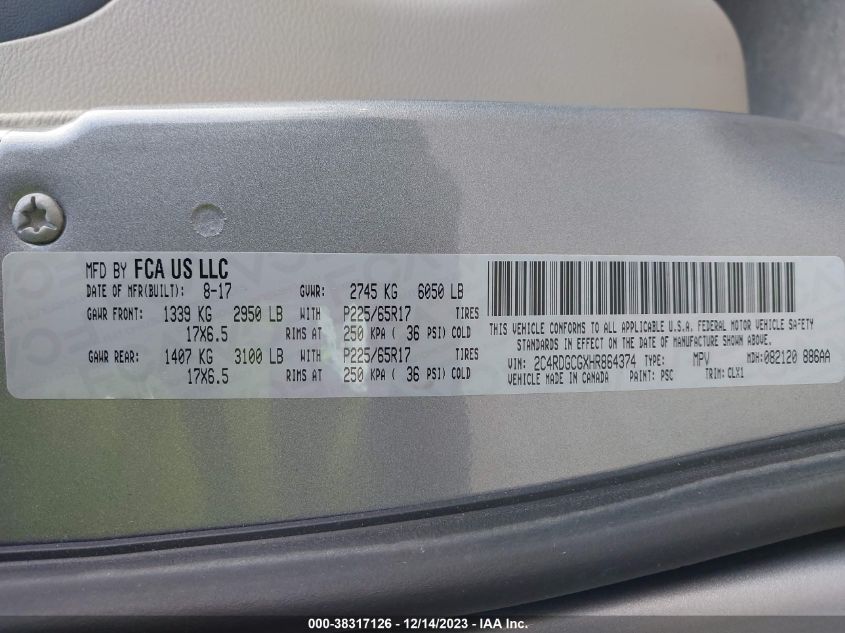 MFD BY FCA US LLC
DATE OF MFR(BUILT): 8-17 GVWR: 2745 KG 6050 LB
GAWR FRONT: 1339 KG 2950 LB WITH P225/65R17 TIRES
17X6.5 RIMS AT 250 KPA ( 36 PSI) COLD
GAWR REAR: 1407 KG 3100 LB WITH P225/65R17 TIRES
17X6.5 RIMS AT 250 KPA ( 36 PSI) COLD
THIS VEHICLE CONFORMS TO ALL APPLICABLE U.S.A. FEDERAL MOTOR VEHICLE SAFETY
STANDARDS IN EFFECT ON THE DATE OF MANUFACTURE SHOWN ABOVE.
VIN: 2C4RDGCGXHR864374 TYPE: MPV MDH:082120 886AA
VEHICLE MADE IN CANADA PAINT: PSC TRIM: CLX1
000-38317126 - 12/14/2023 - IAA Inc.